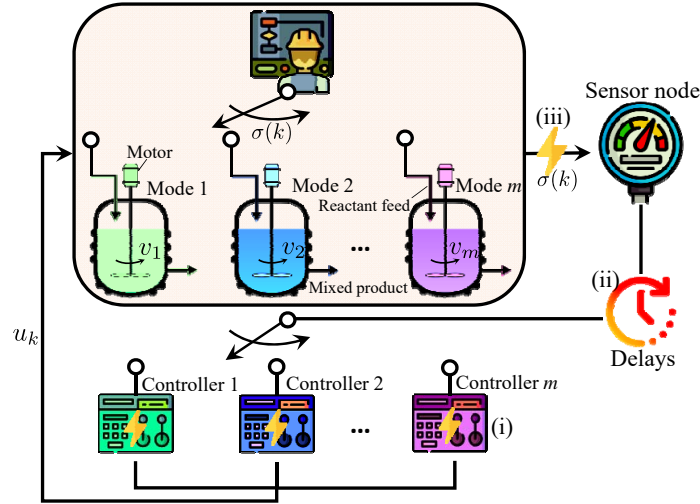 σ(k)
(iii)
Sensor node
σ(k)
Motor
Mode 1
Mode 2
Mode m
Reactant feed
v₁
v₂
...
vₘ
Mixed product
(ii)
Delays
uₖ
Controller 1
Controller 2
Controller m
...
(i)